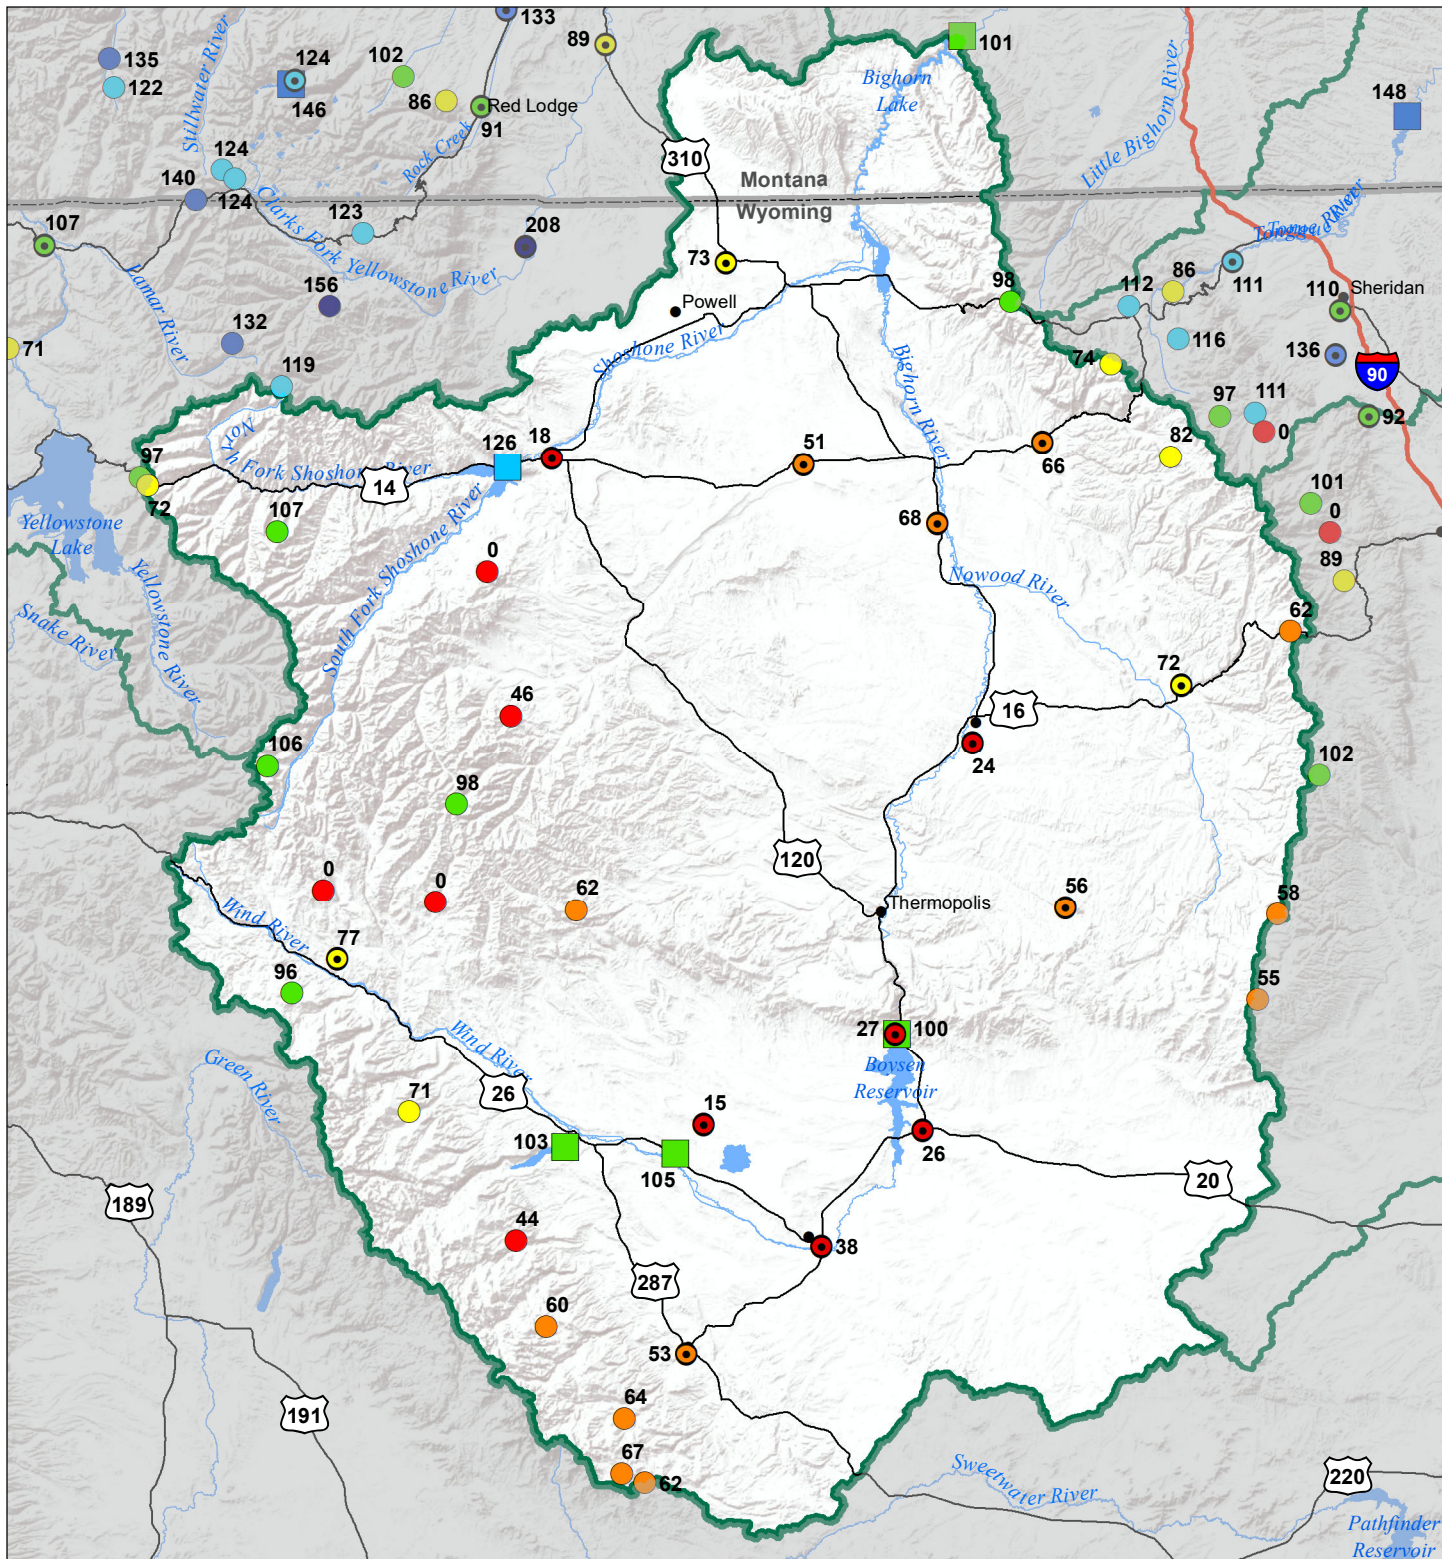 133
135
122
124
146
102
86
Red Lodge
91
89
101
Stillwater River
Rock Creek
Bighorn
Lake
Little Bighorn River
148
124
124
140
123
310
Montana
Wyoming
107
Clarks Fork Yellowstone River
208
Lamar River
156
73
Powell
Shoshone River
98
112
86
111
Tongue River
Tongue River
110
Sheridan
132
71
119
74
116
136
90
Bighorn River
97
111
0
92
North Fork Shoshone River
126
18
51
66
82
97
72
14
107
68
101
0
89
Yellowstone
Lake
Yellowstone River
Snake River
South Fork Shoshone River
0
Nowood River
62
72
46
16
24
106
98
102
0
0
62
120
Thermopolis
56
58
Wind River
77
96
55
27
100
Boysen
Reservoir
Green River
Wind River
71
26
15
103
105
26
20
189
44
38
287
60
53
191
64
67
62
Sweetwater River
220
Pathfinder
Reservoir